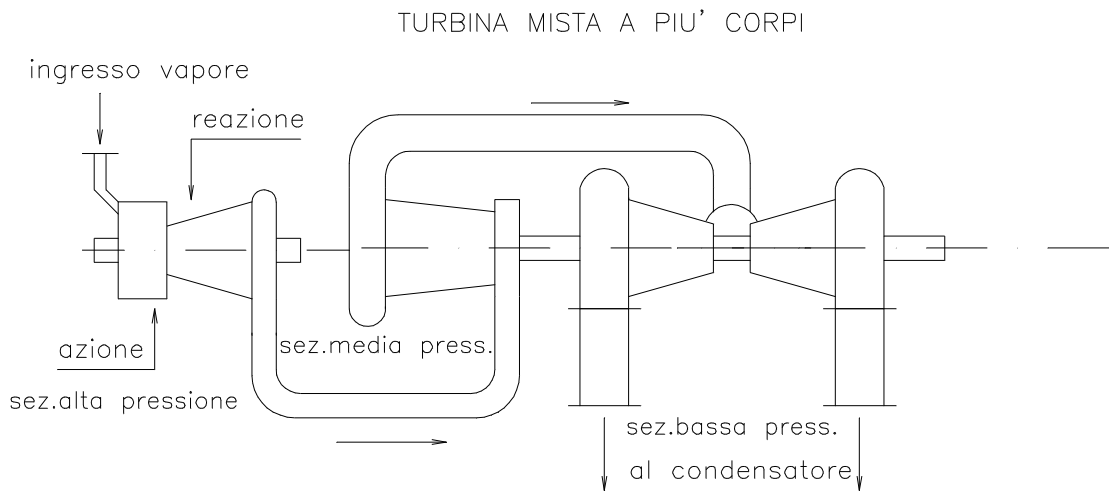 TURBINA MISTA A PIU' CORPI
ingresso vapore
reazione
azione
sez.alta pressione
sez.media press.
sez.bassa press.
al condensatore